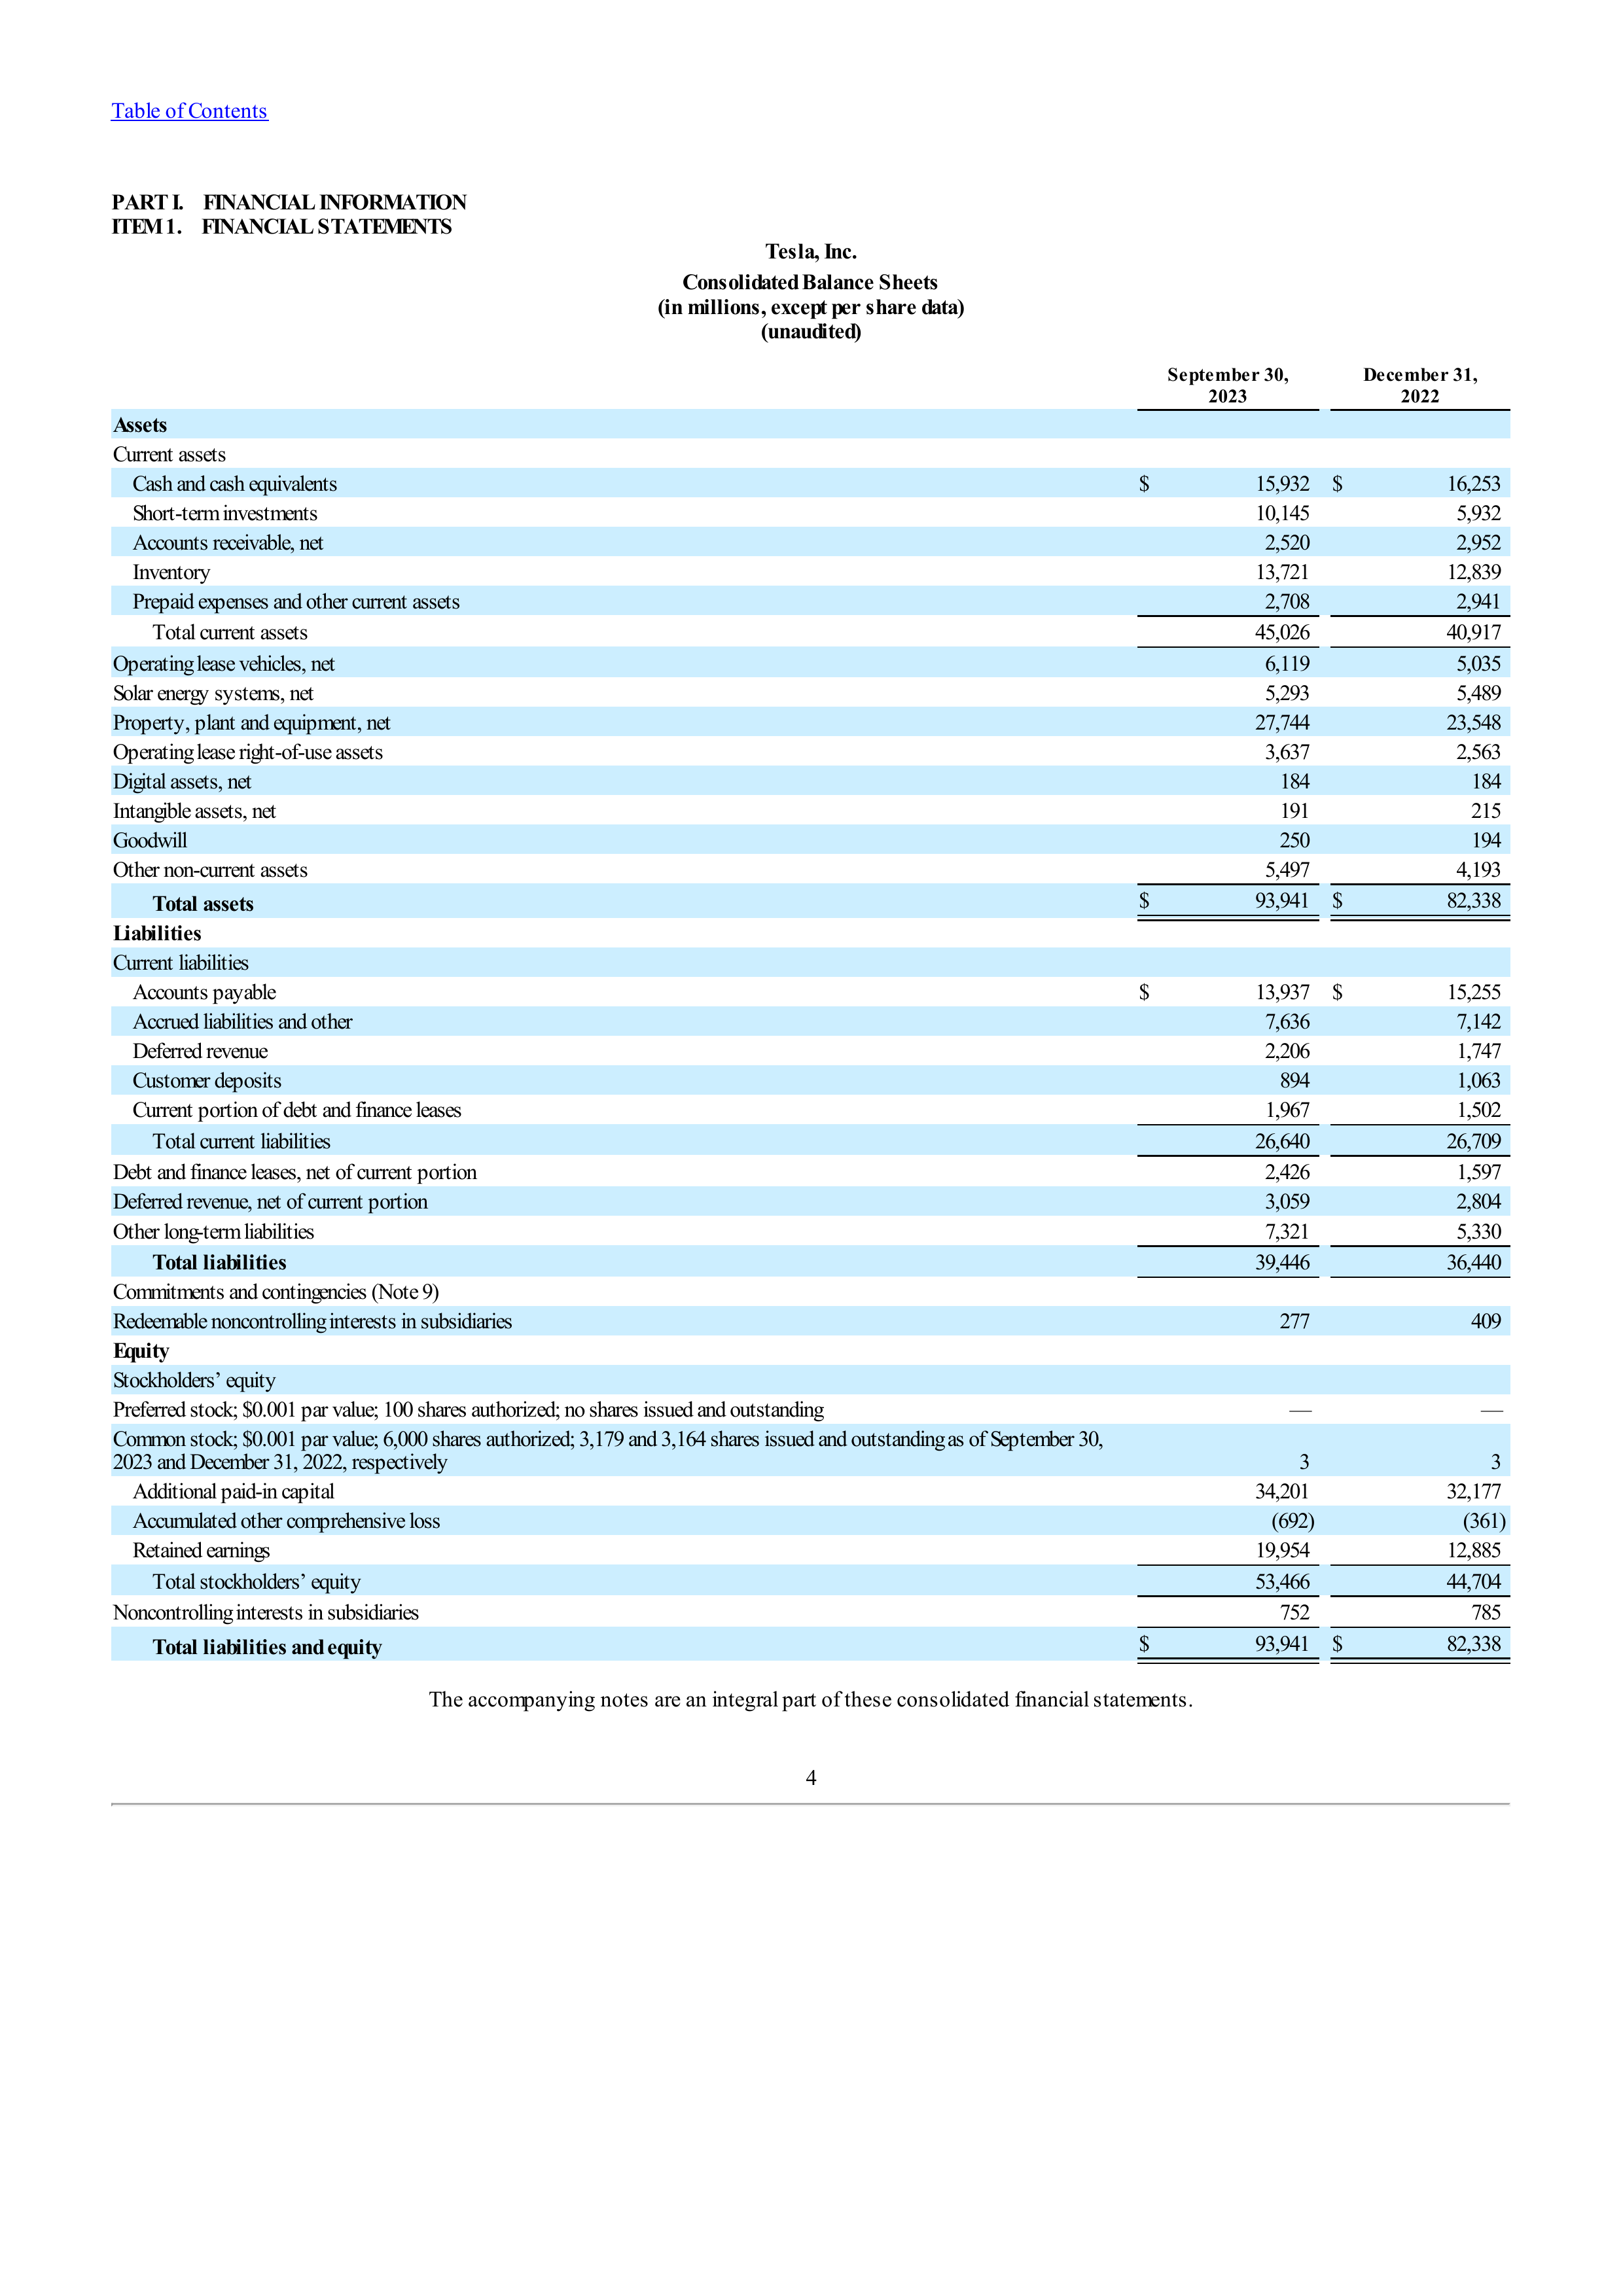 Table of Contents
PART I. FINANCIAL INFORMATION
ITEM 1. FINANCIAL STATEMENTS
Tesla, Inc.
Consolidated Balance Sheets
(in millions, except per share data)
(unaudited)
September 30, December 31,
2023 2022
Assets
Current assets
Cash and cash equivalents $ 15,932 $ 16,253
Short-term investments 10,145 5,932
Accounts receivable, net 2,520 2,952
Inventory 13,721 12,839
Prepaid expenses and other current assets 2,708 2,941
Total current assets 45,026 40,917
Operating lease vehicles, net 6,119 5,035
Solar energy systems, net 5,293 5,489
Property, plant and equipment, net 27,744 23,548
Operating lease right-of-use assets 3,637 2,563
Digital assets, net 184 184
Intangible assets, net 191 215
Goodwill 250 194
Other non-current assets 5,497 4,193
Total assets $ 93,941 $ 82,338
Liabilities
Current liabilities
Accounts payable $ 13,937 $ 15,255
Accrued liabilities and other 7,636 7,142
Deferred revenue 2,206 1,747
Customer deposits 894 1,063
Current portion of debt and finance leases 1,967 1,502
Total current liabilities 26,640 26,709
Debt and finance leases, net of current portion 2,426 1,597
Deferred revenue, net of current portion 3,059 2,804
Other long-term liabilities 7,321 5,330
Total liabilities 39,446 36,440
Commitments and contingencies (Note 9)
Redeemable noncontrolling interests in subsidiaries 277 409
Equity
Stockholders’ equity
Preferred stock; $0.001 par value; 100 shares authorized; no shares issued and outstanding — —
Common stock; $0.001 par value; 6,000 shares authorized; 3,179 and 3,164 shares issued and outstanding as of September 30,
2023 and December 31, 2022, respectively 3 3
Additional paid-in capital 34,201 32,177
Accumulated other comprehensive loss (692) (361)
Retained earnings 19,954 12,885
Total stockholders’ equity 53,466 44,704
Noncontrolling interests in subsidiaries 752 785
Total liabilities and equity $ 93,941 $ 82,338
The accompanying notes are an integral part of these consolidated financial statements.
4